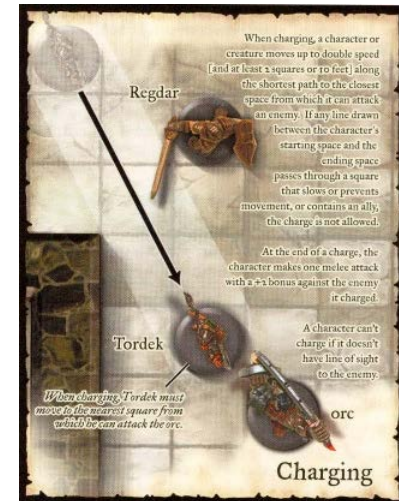 When charging, a character or
creature moves up to double speed
[and at least 2 squares or 10 feet] along
the shortest path to the closest
space from which it can attack
an enemy. If any line drawn
between the character's
starting space and the
ending space
passes through a square
that slows or prevents
movement, or contains an ally,
the charge is not allowed.
Regdar
At the end of a charge, the
character makes one melee attack
with a +2 bonus against the enemy
it charged.
A character can't
charge if it doesn't
have line of sight
to the enemy.
Tordek
When charging, Tordek must
move to the nearest square from
which he can attack the orc.
orc
Charging